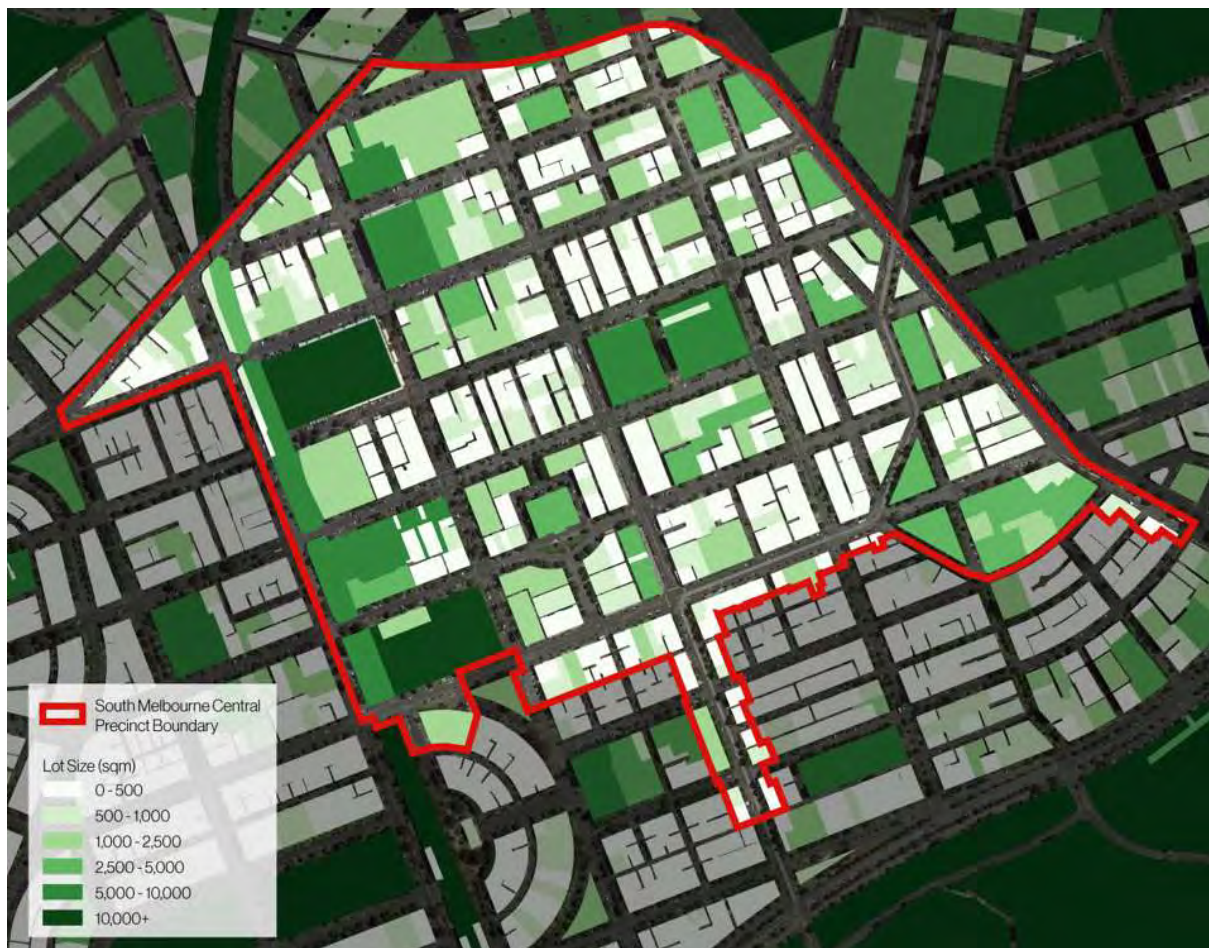 South Melbourne Central
Precinct Boundary
Lot Size (sqm)
0 - 500
500 - 1,000
1,000 - 2,500
2,500 - 5,000
5,000 - 10,000
10,000+